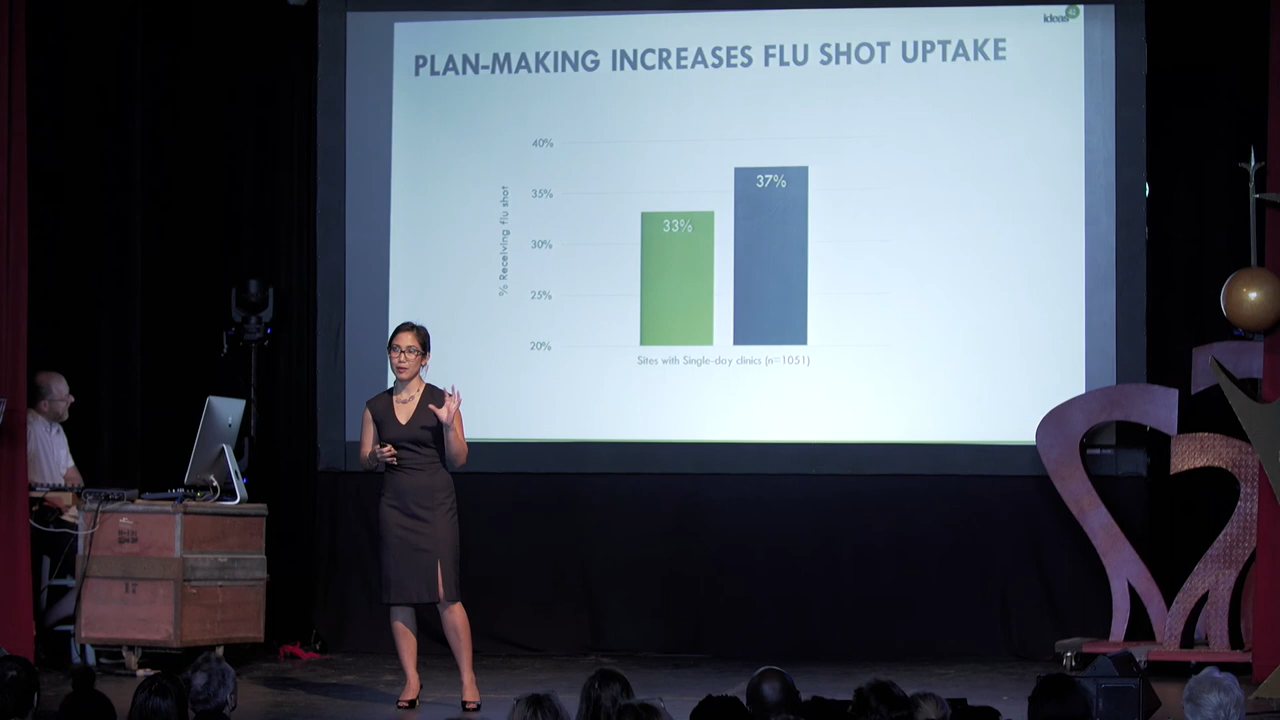 ideas 42
PLAN-MAKING INCREASES FLU SHOT UPTAKE
40%
35%
30%
25%
20%
% Receiving flu shot
33%
37%
Sites with Single-day clinics (n=1051)